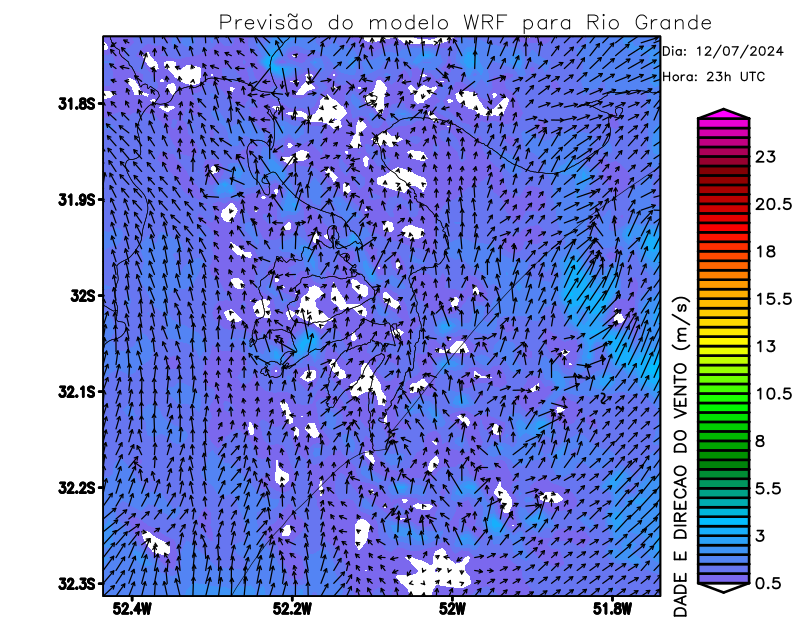 Previsão do modelo WRF para Rio Grande
Dia: 12/07/2024
Hora: 23h UTC
31.8S
31.9S
32S
32.1S
32.2S
32.3S
52.4W
52.2W
52W
51.8W
23
20.5
18
15.5
13
10.5
8
5.5
3
0.5
DADE E DIRECAO DO VENTO (m/s)